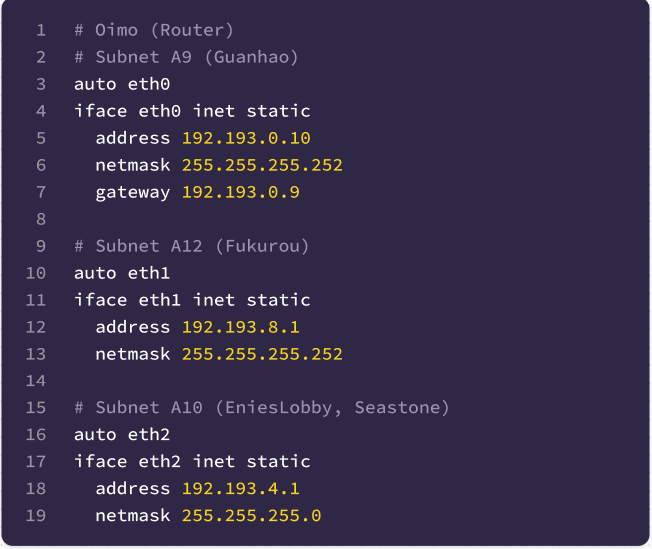 1 # Oimo (Router)
2 # Subnet A9 (Guanhao)
3 auto eth0
4 iface eth0 inet static
5   address 192.193.0.10
6   netmask 255.255.255.252
7   gateway 192.193.0.9
8
9 # Subnet A12 (Fukurou)
10 auto eth1
11 iface eth1 inet static
12   address 192.193.8.1
13   netmask 255.255.255.252
14
15 # Subnet A10 (EniesLobby, Seastone)
16 auto eth2
17 iface eth2 inet static
18   address 192.193.4.1
19   netmask 255.255.255.0